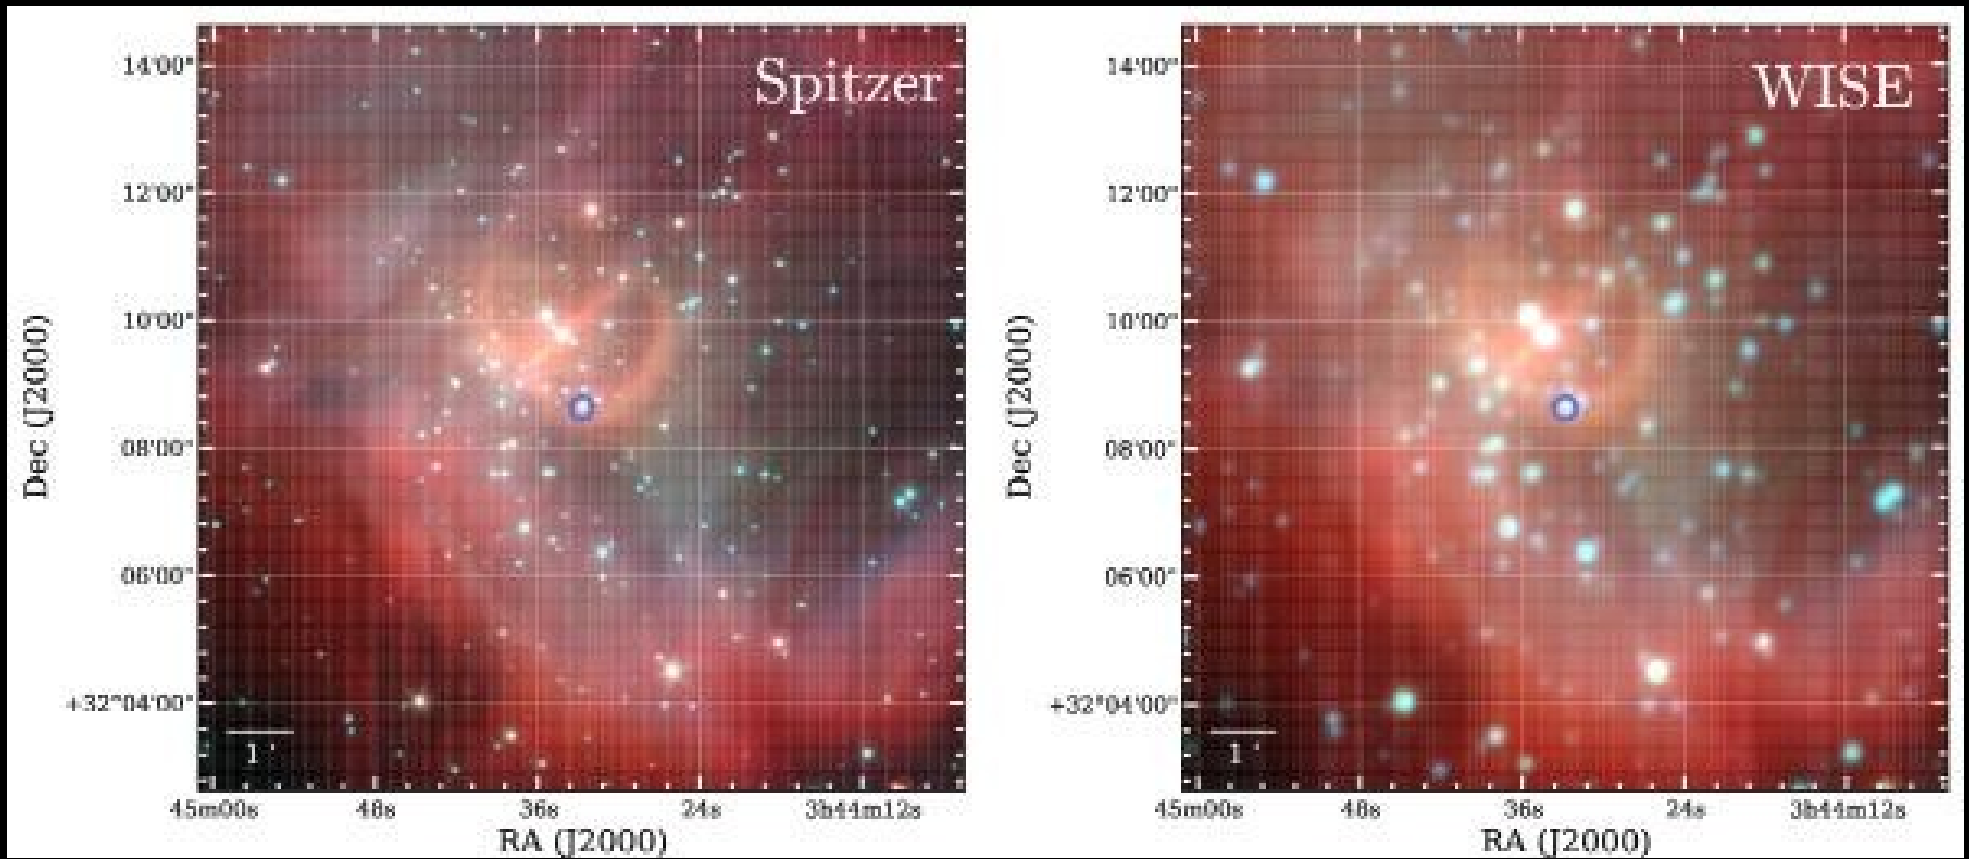 Spitzer
14'00"
12'00"
10'00"
08'00"
06'00"
+32°04'00"
Dec (J2000)
1'
45m00s 48s 36s 24s 3h44m12s
RA (J2000)
WISE
14'00"
12'00"
10'00"
08'00"
06'00"
+32°04'00"
Dec (J2000)
1'
45m00s 48s 36s 24s 3h44m12s
RA (J2000)